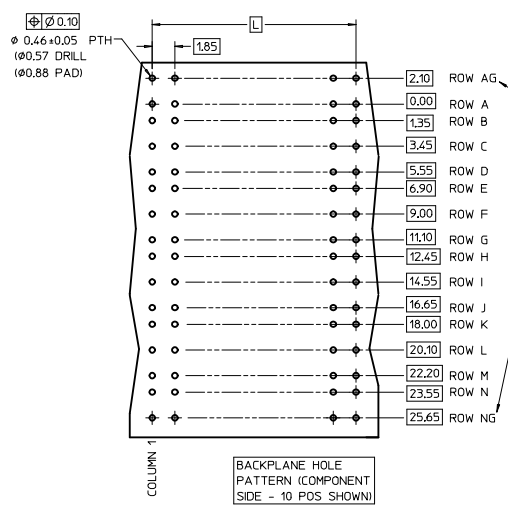 ⌖ Ø 0.10
L
ø 0.46±0.05 PTH
1.85
(Ø0.57 DRILL
(Ø0.88 PAD)
2.10 ROW AG
0.00 ROW A
1.35 ROW B
3.45 ROW C
5.55 ROW D
6.90 ROW E
9.00 ROW F
11.10 ROW G
12.45 ROW H
14.55 ROW I
16.65 ROW J
18.00 ROW K
20.10 ROW L
22.20 ROW M
23.55 ROW N
25.65 ROW NG
COLUMN 1
BACKPLANE HOLE
PATTERN (COMPONENT
SIDE - 10 POS SHOWN)